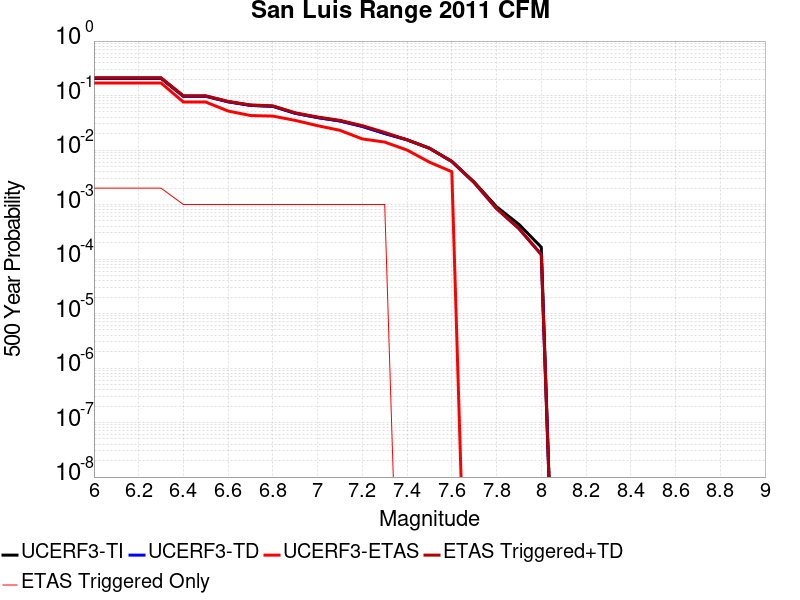 San Luis Range 2011 CFM
10^0
10^-1
10^-2
10^-3
10^-4
10^-5
10^-6
10^-7
10^-8
500 Year Probability
6 6.2 6.4 6.6 6.8 7 7.2 7.4 7.6 7.8 8 8.2 8.4 8.6 8.8 9
Magnitude
UCERF3-TI UCERF3-TD UCERF3-ETAS ETAS Triggered+TD
ETAS Triggered Only